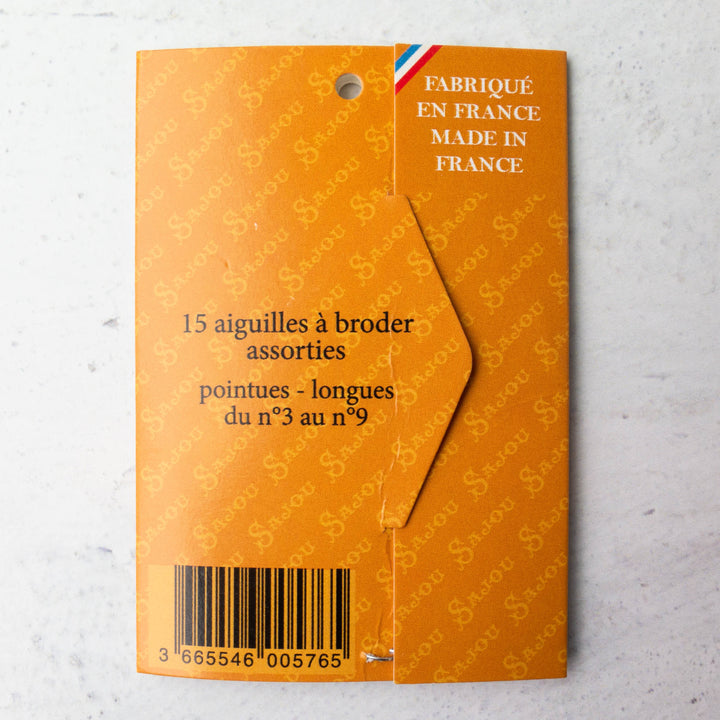 FABRIQUÉ
EN FRANCE
MADE IN
FRANCE
15 aiguilles à broder
assorties
pointues - longues
du n°3 au n°9
SAJOU
3 665546 005765